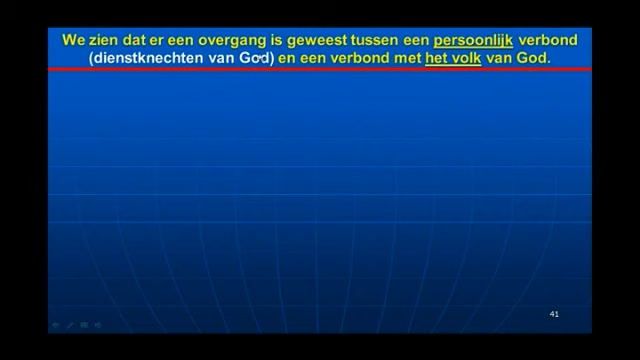 We zien dat er een overgang is geweest tussen een persoonlijk verbond
(dienstknechten van God) en een verbond met het volk van God.
41